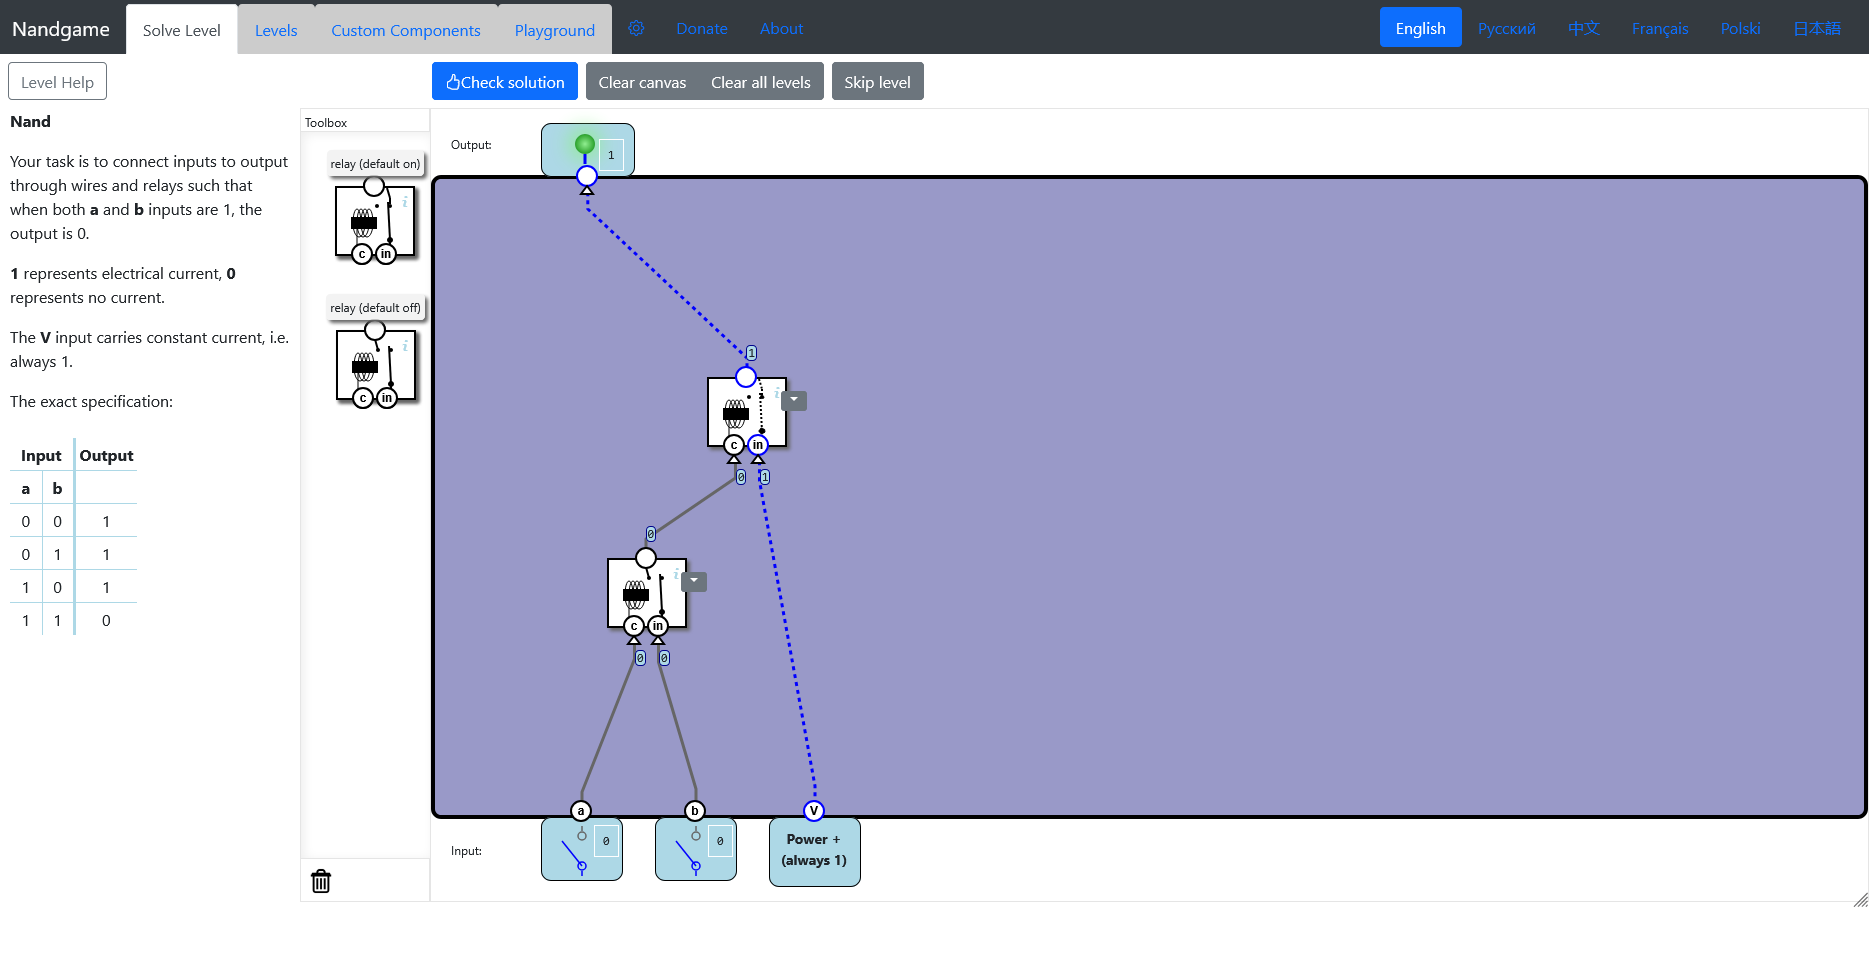 Nandgame
Solve Level
Levels
Custom Components
Playground
Donate
About
English
Русский
中文
Français
Polski
日本語
Level Help
Check solution
Clear canvas
Clear all levels
Skip level
Nand
Your task is to connect inputs to output
through wires and relays such that
when both a and b inputs are 1, the
output is 0.
1 represents electrical current, 0
represents no current.
The V input carries constant current, i.e.
always 1.
The exact specification:
Input Output
a b
0 0 1
0 1 1
1 0 1
1 1 0
Toolbox
relay (default on)
i
c in
relay (default off)
i
c in
Output:
1
1
i
c in
0 1
0
i
c in
0 0
a b V
Input:
0
0
Power +
(always 1)